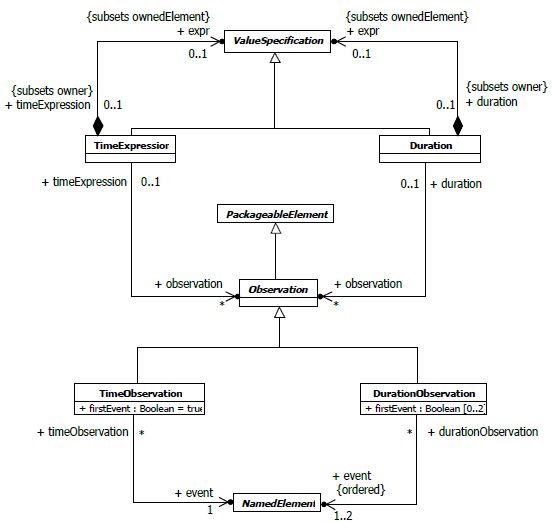 {subsets ownedElement} {subsets ownedElement}
+ expr ValueSpecification + expr
0..1 0..1
{subsets owner} {subsets owner}
+ timeExpression 0..1 0..1 + duration
TimeExpression Duration
+ timeExpression 0..1 0..1 + duration
PackageableElement
+ observation + observation
* Observation *
TimeObservation DurationObservation
+ firstEvent : Boolean = true + firstEvent : Boolean [0..2]
+ timeObservation * * + durationObservation
+ event
+ event {ordered}
1 NamedElement 1..2